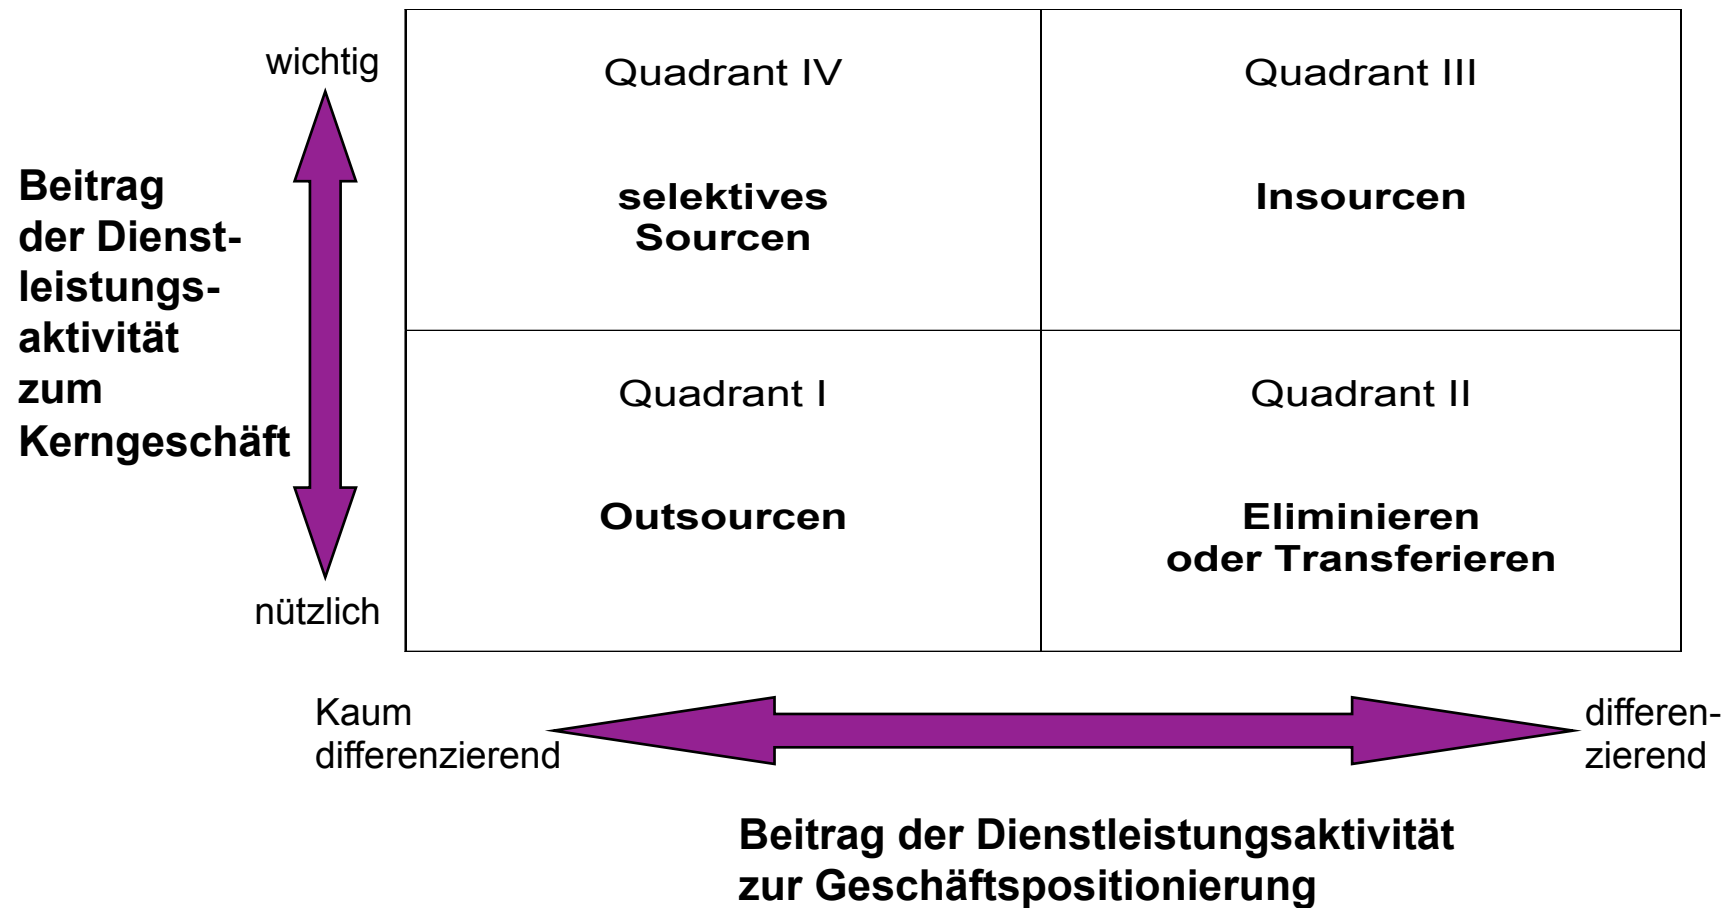 wichtig
Beitrag
der Dienst-
leistungs-
aktivität
zum
Kerngeschäft
nützlich
Quadrant IV
selektives
Sourcen
Quadrant III
Insourcen
Quadrant I
Outsourcen
Quadrant II
Eliminieren
oder Transferieren
Kaum
differenzierend
differen-
zierend
Beitrag der Dienstleistungsaktivität
zur Geschäftspositionierung